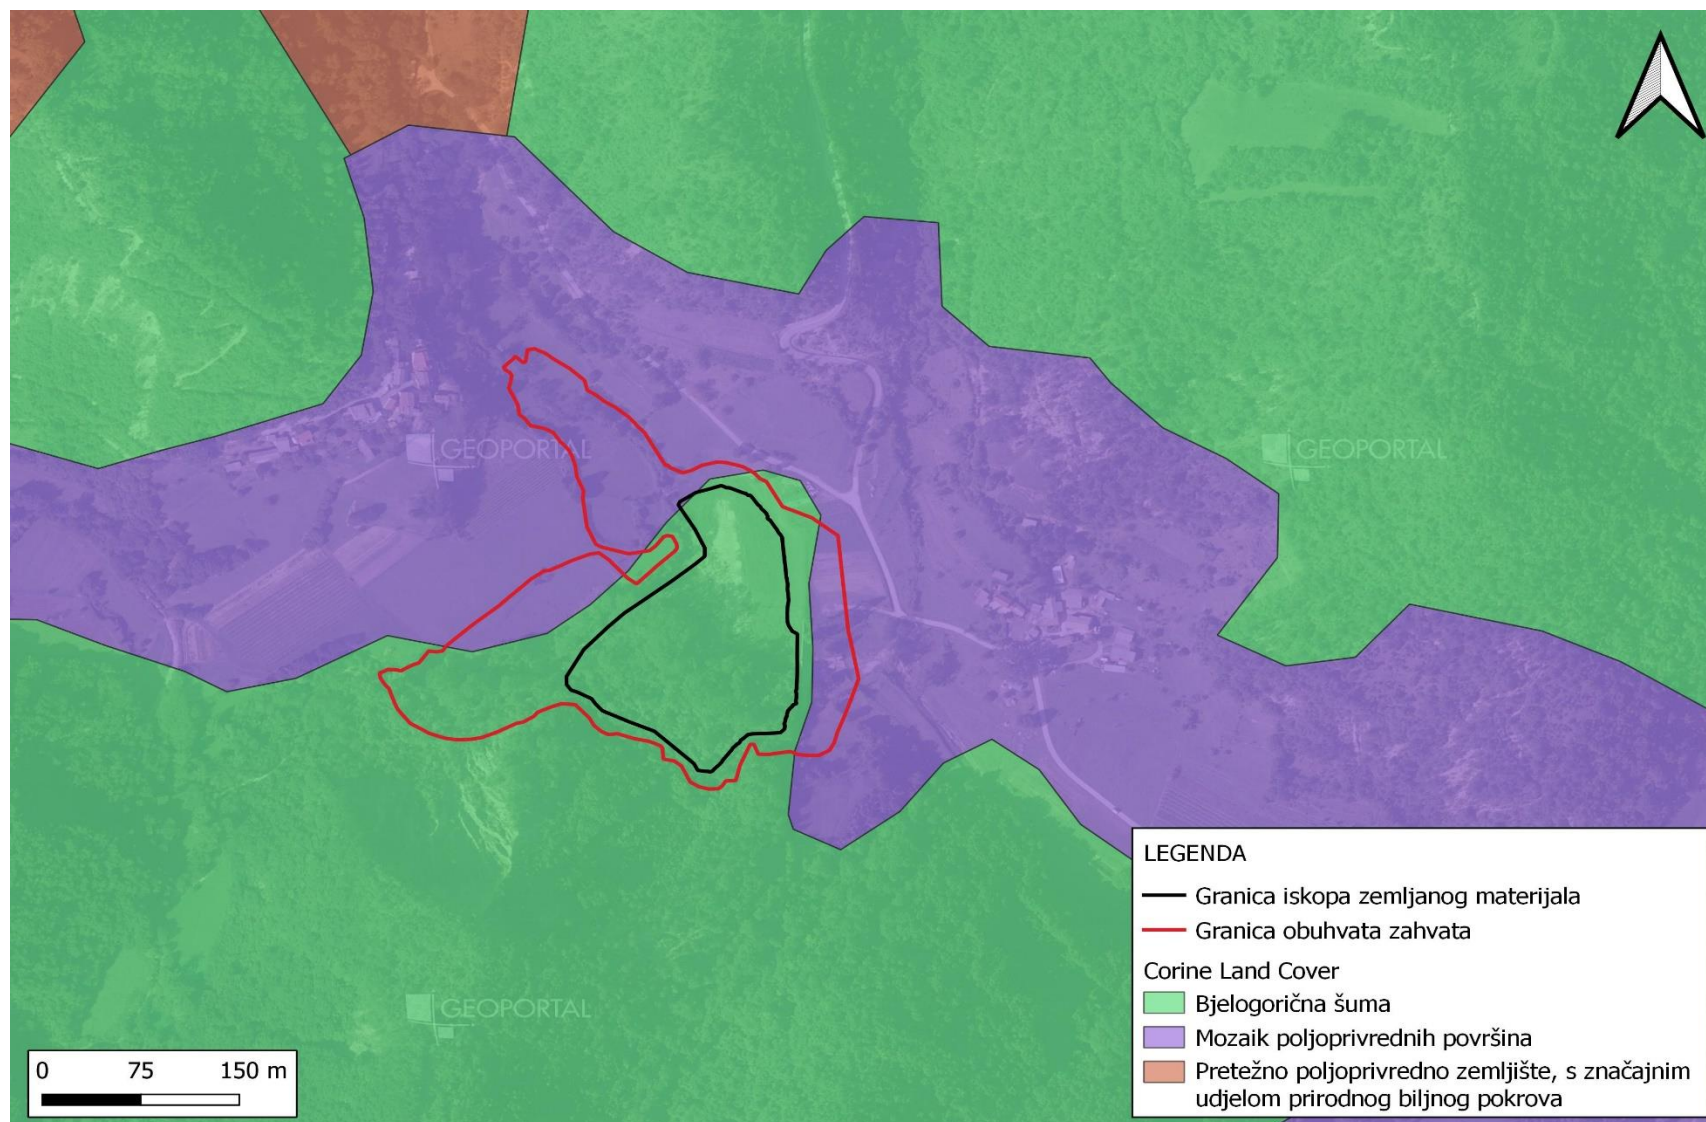 GEOPORTAL
GEOPORTAL
GEOPORTAL
LEGENDA
Granica iskopa zemljanog materijala
Granica obuhvata zahvata
Corine Land Cover
Bjelogorična šuma
Mozaik poljoprivrednih površina
Pretežno poljoprivredno zemljište, s značajnim
udjelom prirodnog biljnog pokrova
0 75 150 m